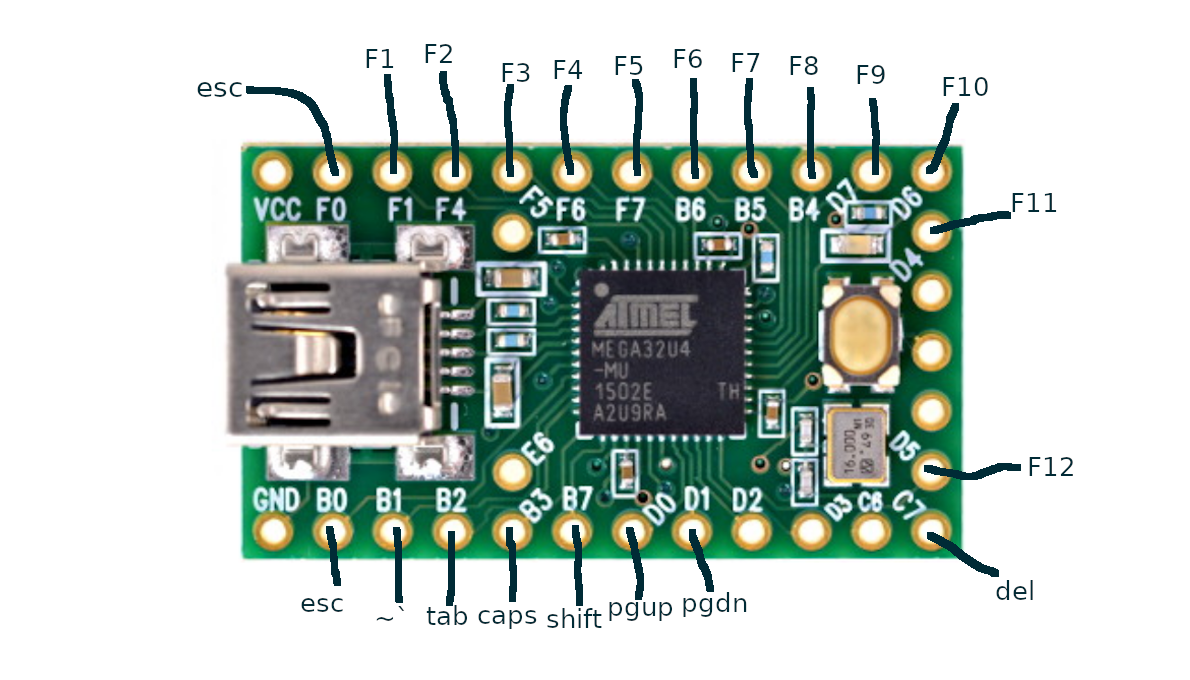 esc F1 F2 F3 F4 F5 F6 F7 F8 F9 F10
VCC F0 F1 F4 F5 F6 F7 B6 B5 B4 D7 D6
F11
D4
ATMEL
MEGA32U4
-MU
1502E TH
A2U9RA
16.000
E6
D5
F12
GND B0 B1 B2 B3 B7 D0 D1 D2 D3 C6 C7
esc ~` tab caps shift pgup pgdn del